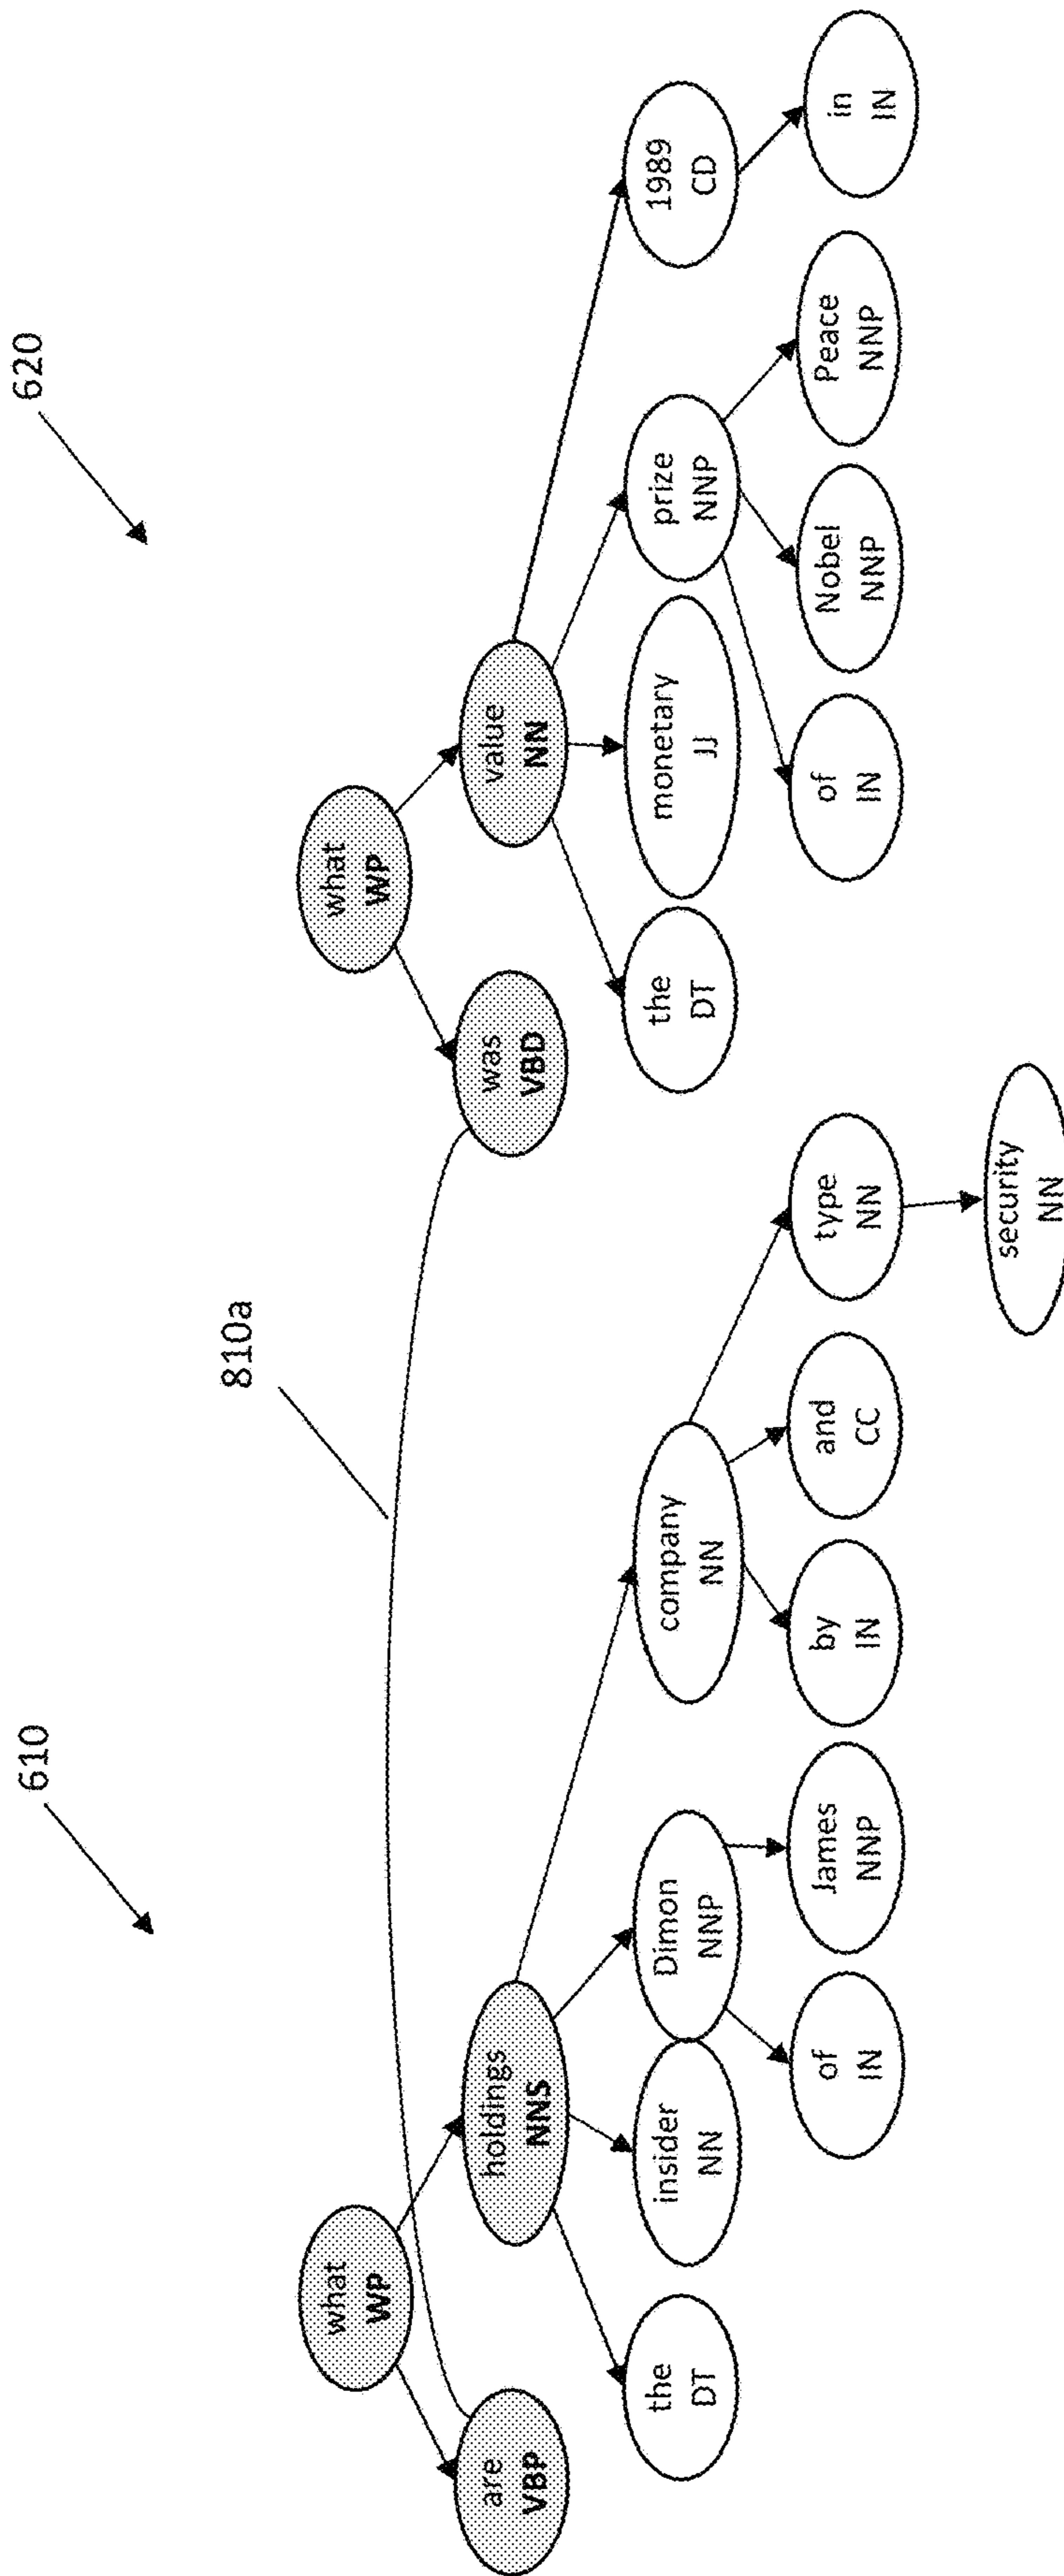 610
620
810a
what
WP
are
VBP
holdings
NNS
the
DT
insider
NN
Dimon
NNP
company
NN
of
IN
James
NNP
by
IN
and
CC
type
NN
security
NN
what
WP
was
VBD
value
NN
the
DT
monetary
JJ
prize
NNP
1989
CD
of
IN
Nobel
NNP
Peace
NNP
in
IN